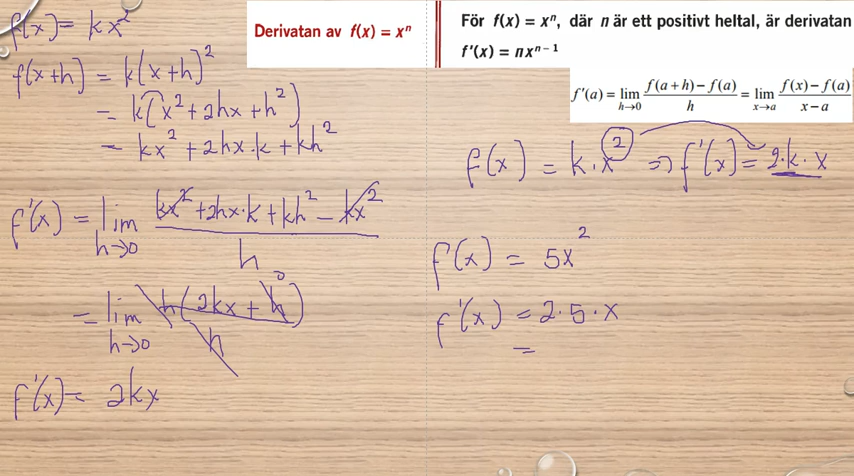 f(x) = kx²
f(x+h) = k(x+h)²
= k(x² + 2hx + h²)
= kx² + 2hx·k + kh²
f'(x) = lim h→0 (kx² + 2hx·k + kh² − kx²) / h
= lim h→0 h(2kx + h) / h 0
f'(x) = 2kx
Derivatan av f(x) = xⁿ
För f(x) = xⁿ, där n är ett positivt heltal, är derivatan
f'(x) = nxⁿ⁻¹
f'(a) = lim h→0 (f(a+h) − f(a)) / h = lim x→a (f(x) − f(a)) / (x − a)
f(x) = k·x² ⇒ f'(x) = 2·k·x
f(x) = 5x²
f'(x) = 2·5·x
=